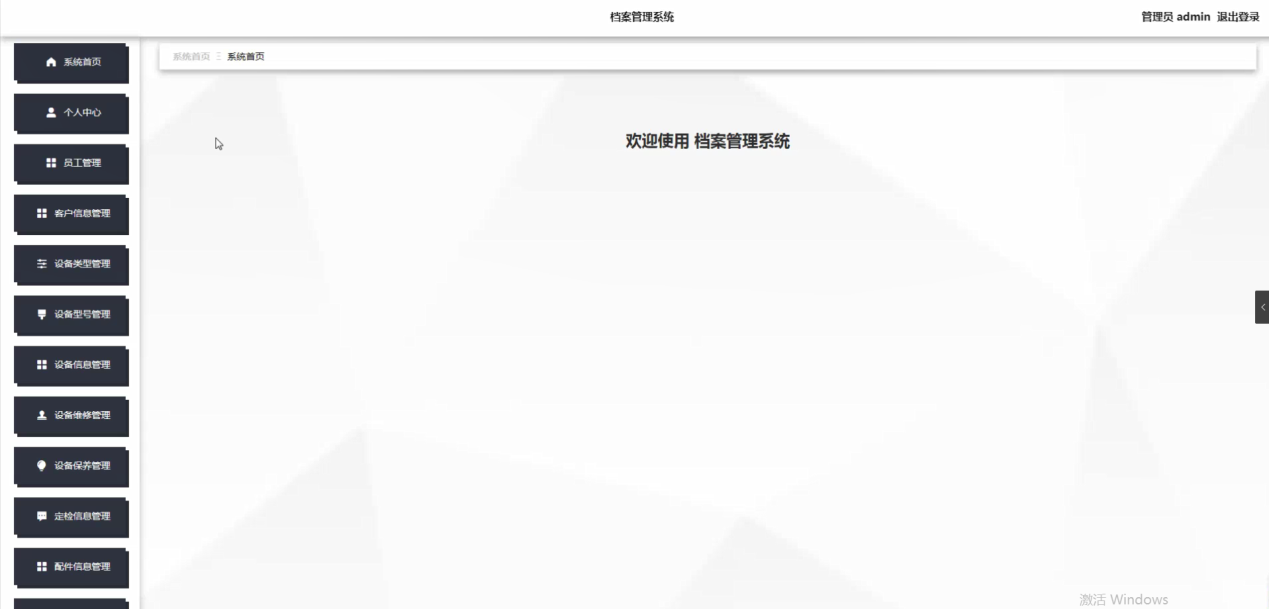 档案管理系统
管理员 admin 退出登录
系统首页 系统首页
系统首页
个人中心
欢迎使用 档案管理系统
员工管理
客户信息管理
设备类型管理
设备型号管理
设备信息管理
设备维修管理
设备保养管理
定检信息管理
配件信息管理
激活 Windows